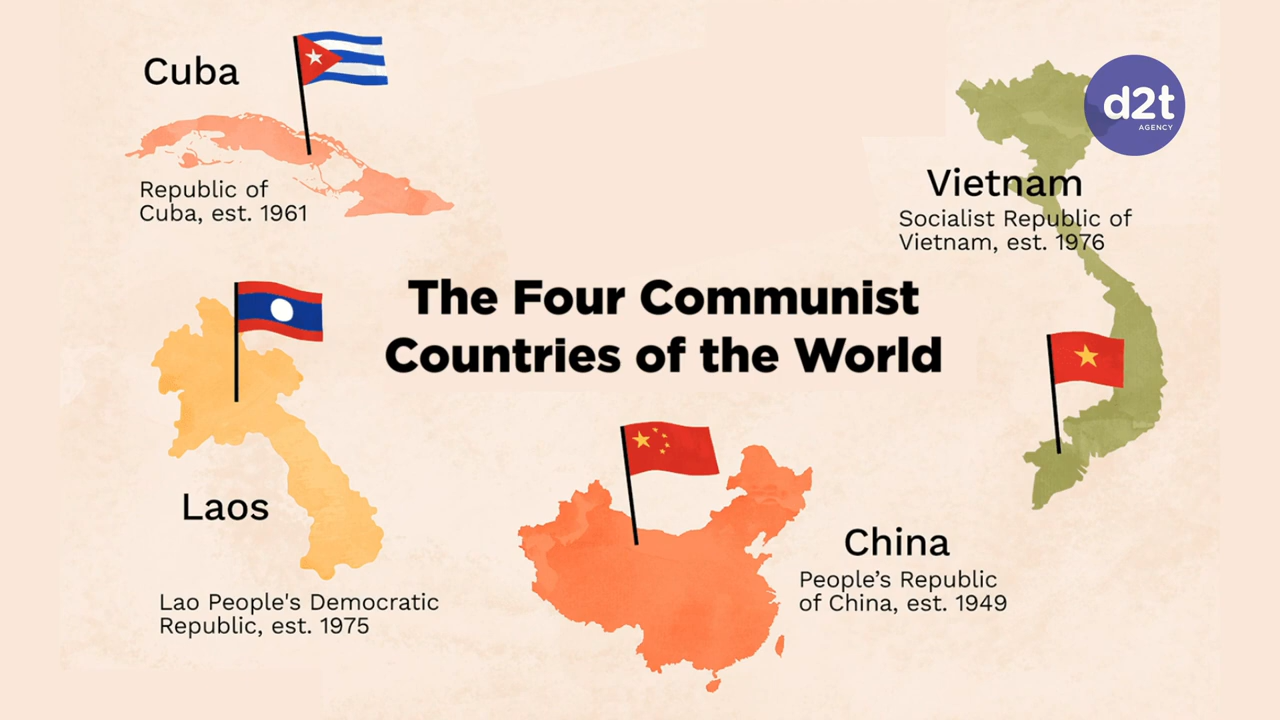 Cuba
Republic of
Cuba, est. 1961
d2t
AGENCY
Vietnam
Socialist Republic of
Vietnam, est. 1976
The Four Communist
Countries of the World
Laos
Lao People's Democratic
Republic, est. 1975
China
People’s Republic
of China, est. 1949